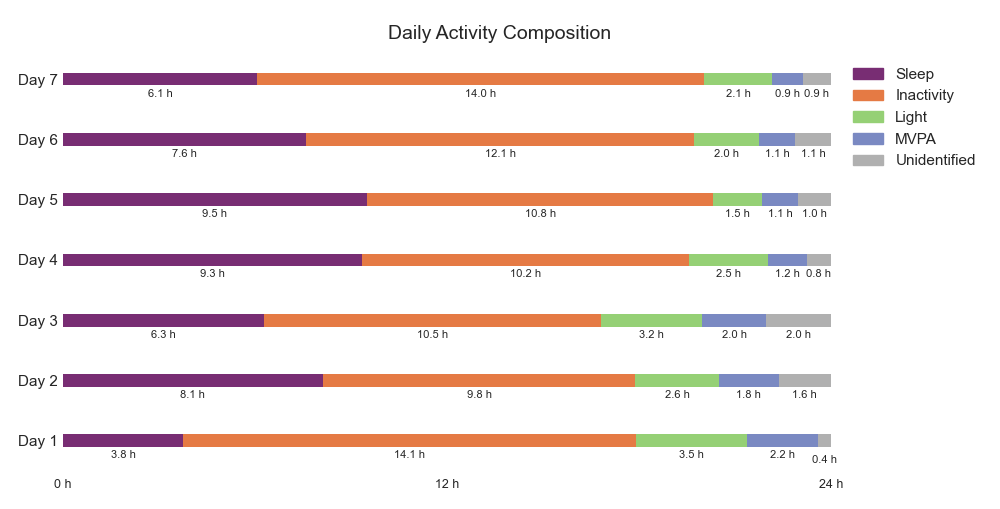 Daily Activity Composition
Day 7
6.1 h 14.0 h 2.1 h 0.9 h 0.9 h
Day 6
7.6 h 12.1 h 2.0 h 1.1 h 1.1 h
Day 5
9.5 h 10.8 h 1.5 h 1.1 h 1.0 h
Day 4
9.3 h 10.2 h 2.5 h 1.2 h 0.8 h
Day 3
6.3 h 10.5 h 3.2 h 2.0 h 2.0 h
Day 2
8.1 h 9.8 h 2.6 h 1.8 h 1.6 h
Day 1
3.8 h 14.1 h 3.5 h 2.2 h 0.4 h
0 h 12 h 24 h
Sleep
Inactivity
Light
MVPA
Unidentified